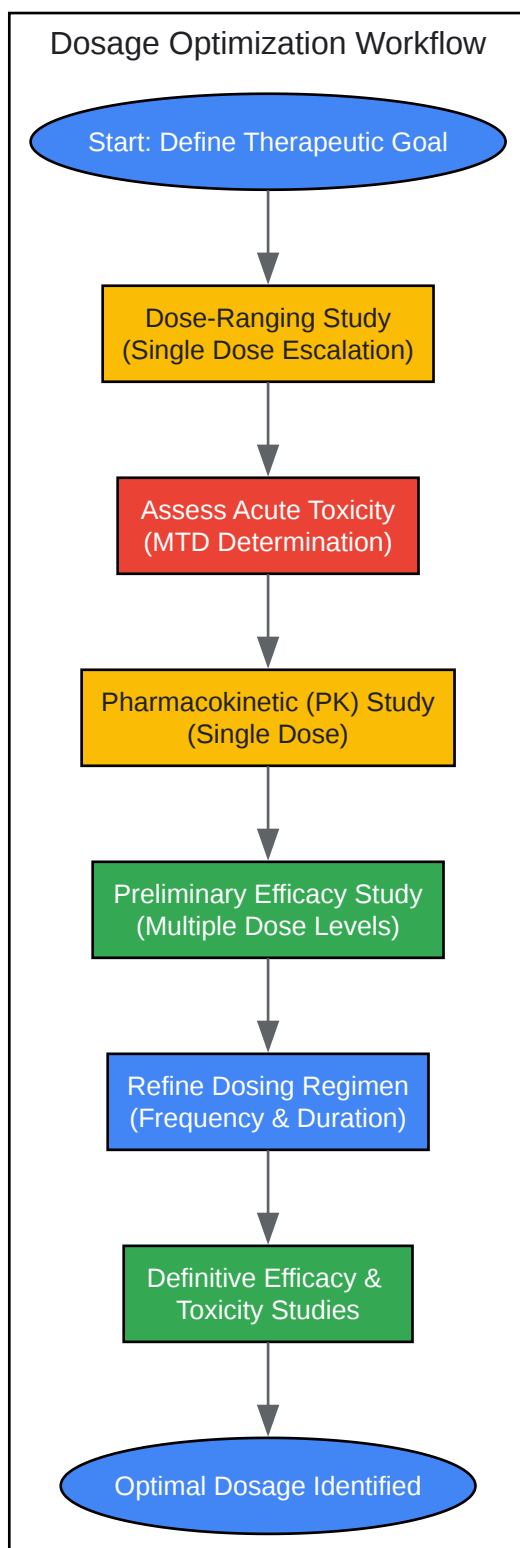 Dosage Optimization Workflow
Start: Define Therapeutic Goal
Dose-Ranging Study
(Single Dose Escalation)
Assess Acute Toxicity
(MTD Determination)
Pharmacokinetic (PK) Study
(Single Dose)
Preliminary Efficacy Study
(Multiple Dose Levels)
Refine Dosing Regimen
(Frequency & Duration)
Definitive Efficacy &
Toxicity Studies
Optimal Dosage Identified